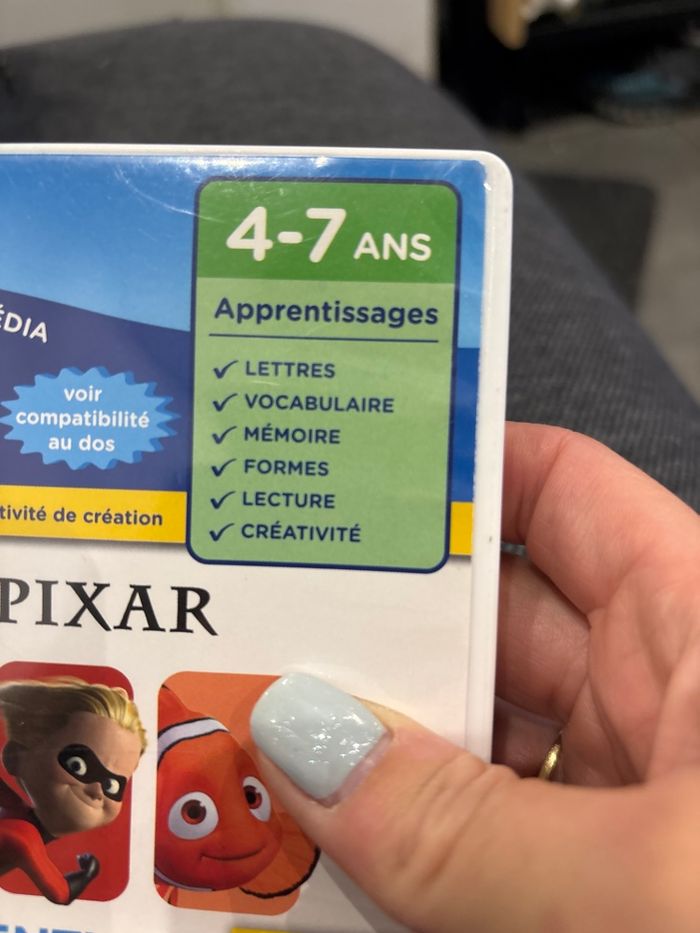 4-7 ANS
Apprentissages
✓ LETTRES
✓ VOCABULAIRE
✓ MÉMOIRE
✓ FORMES
✓ LECTURE
✓ CRÉATIVITÉ
ÉDIA
voir
compatibilité
au dos
tivité de création
PIXAR